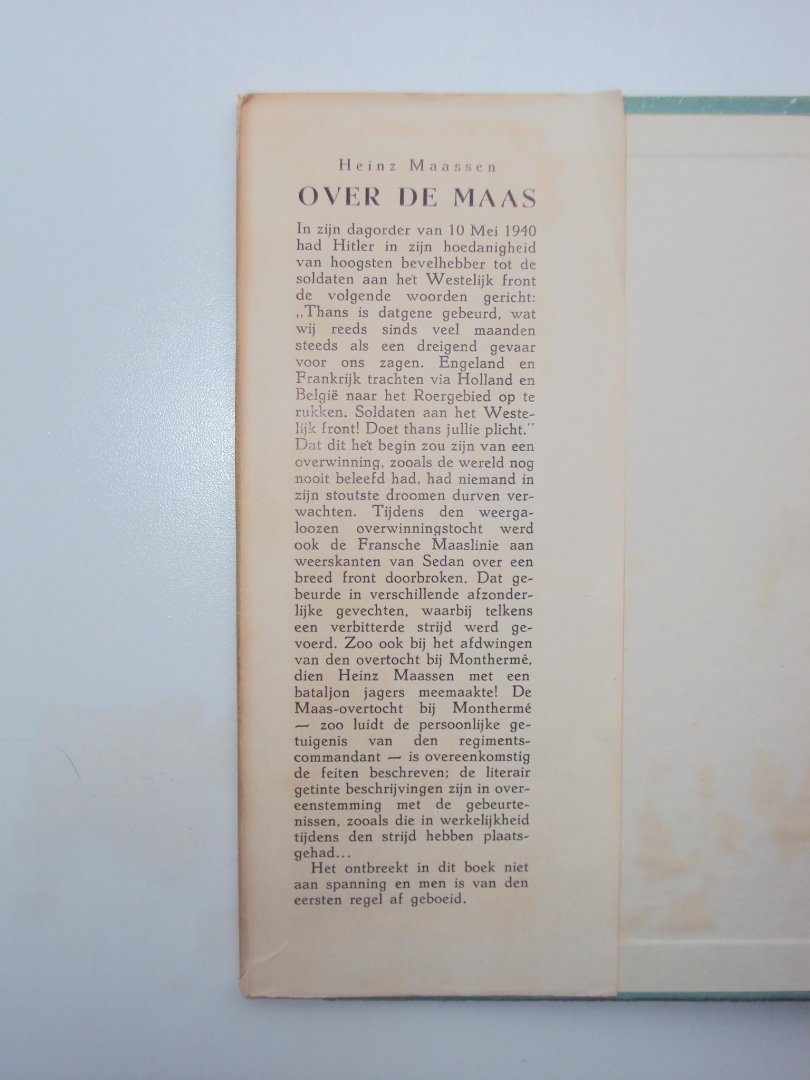 Heinz Maassen
OVER DE MAAS
In zijn dagorder van 10 Mei 1940
had Hitler in zijn hoedanigheid
van hoogsten bevelhebber tot de
soldaten aan het Westelijk front
de volgende woorden gericht:
,,Thans is datgene gebeurd, wat
wij reeds sinds veel maanden
steeds als een dreigend gevaar
voor ons zagen. Engeland en
Frankrijk trachten via Holland en
België naar het Roergebied op te
rukken. Soldaten aan het Weste-
lijk front! Doet thans jullie plicht."
Dat dit het begin zou zijn van een
overwinning, zooals de wereld nog
nooit beleefd had, had niemand in
zijn stoutste droomen durven ver-
wachten. Tijdens den weerga-
loozen overwinningstocht werd
ook de Fransche Maaslinie aan
weerskanten van Sedan over een
breed front doorbroken. Dat ge-
beurde in verschillende afzonder-
lijke gevechten, waarbij telkens
een verbitterde strijd werd ge-
voerd. Zoo ook bij het afdwingen
van den overtocht bij Monthermé,
dien Heinz Maassen met een
bataljon jagers meemaakte! De
Maas-overtocht bij Monthermé
— zoo luidt de persoonlijke ge-
tuigenis van den regiments-
commandant — is overeenkomstig
de feiten beschreven; de literair
getinte beschrijvingen zijn in over-
eenstemming met de gebeurte-
nissen, zooals die in werkelijkheid
tijdens den strijd hebben plaats-
gehad...
Het ontbreekt in dit boek niet
aan spanning en men is van den
eersten regel af geboeid.